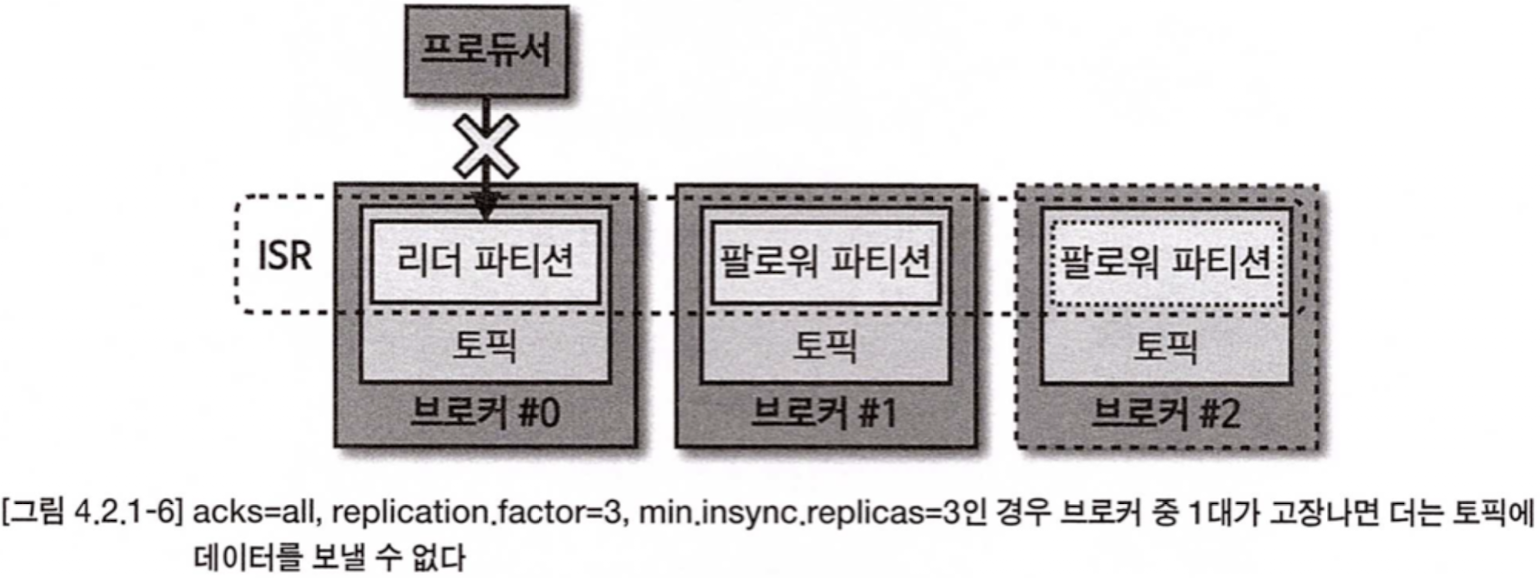 프로듀서
ISR
리더 파티션
팔로워 파티션
팔로워 파티션
토픽
토픽
토픽
브로커 #0
브로커 #1
브로커 #2
[그림 4.2.1-6] acks=all, replication.factor=3, min.insync.replicas=3인 경우 브로커 중 1대가 고장나면 더는 토픽에
데이터를 보낼 수 없다